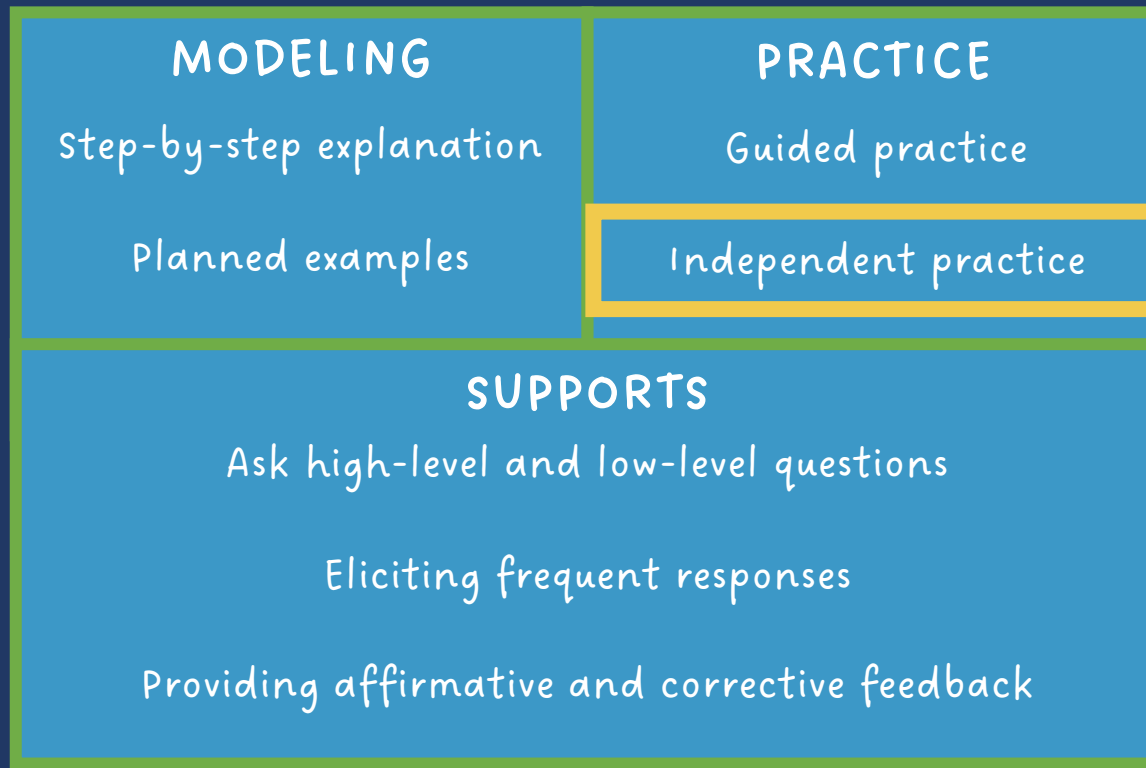 MODELING
Step-by-step explanation
Planned examples
PRACTICE
Guided practice
Independent practice
SUPPORTS
Ask high-level and low-level questions
Eliciting frequent responses
Providing affirmative and corrective feedback